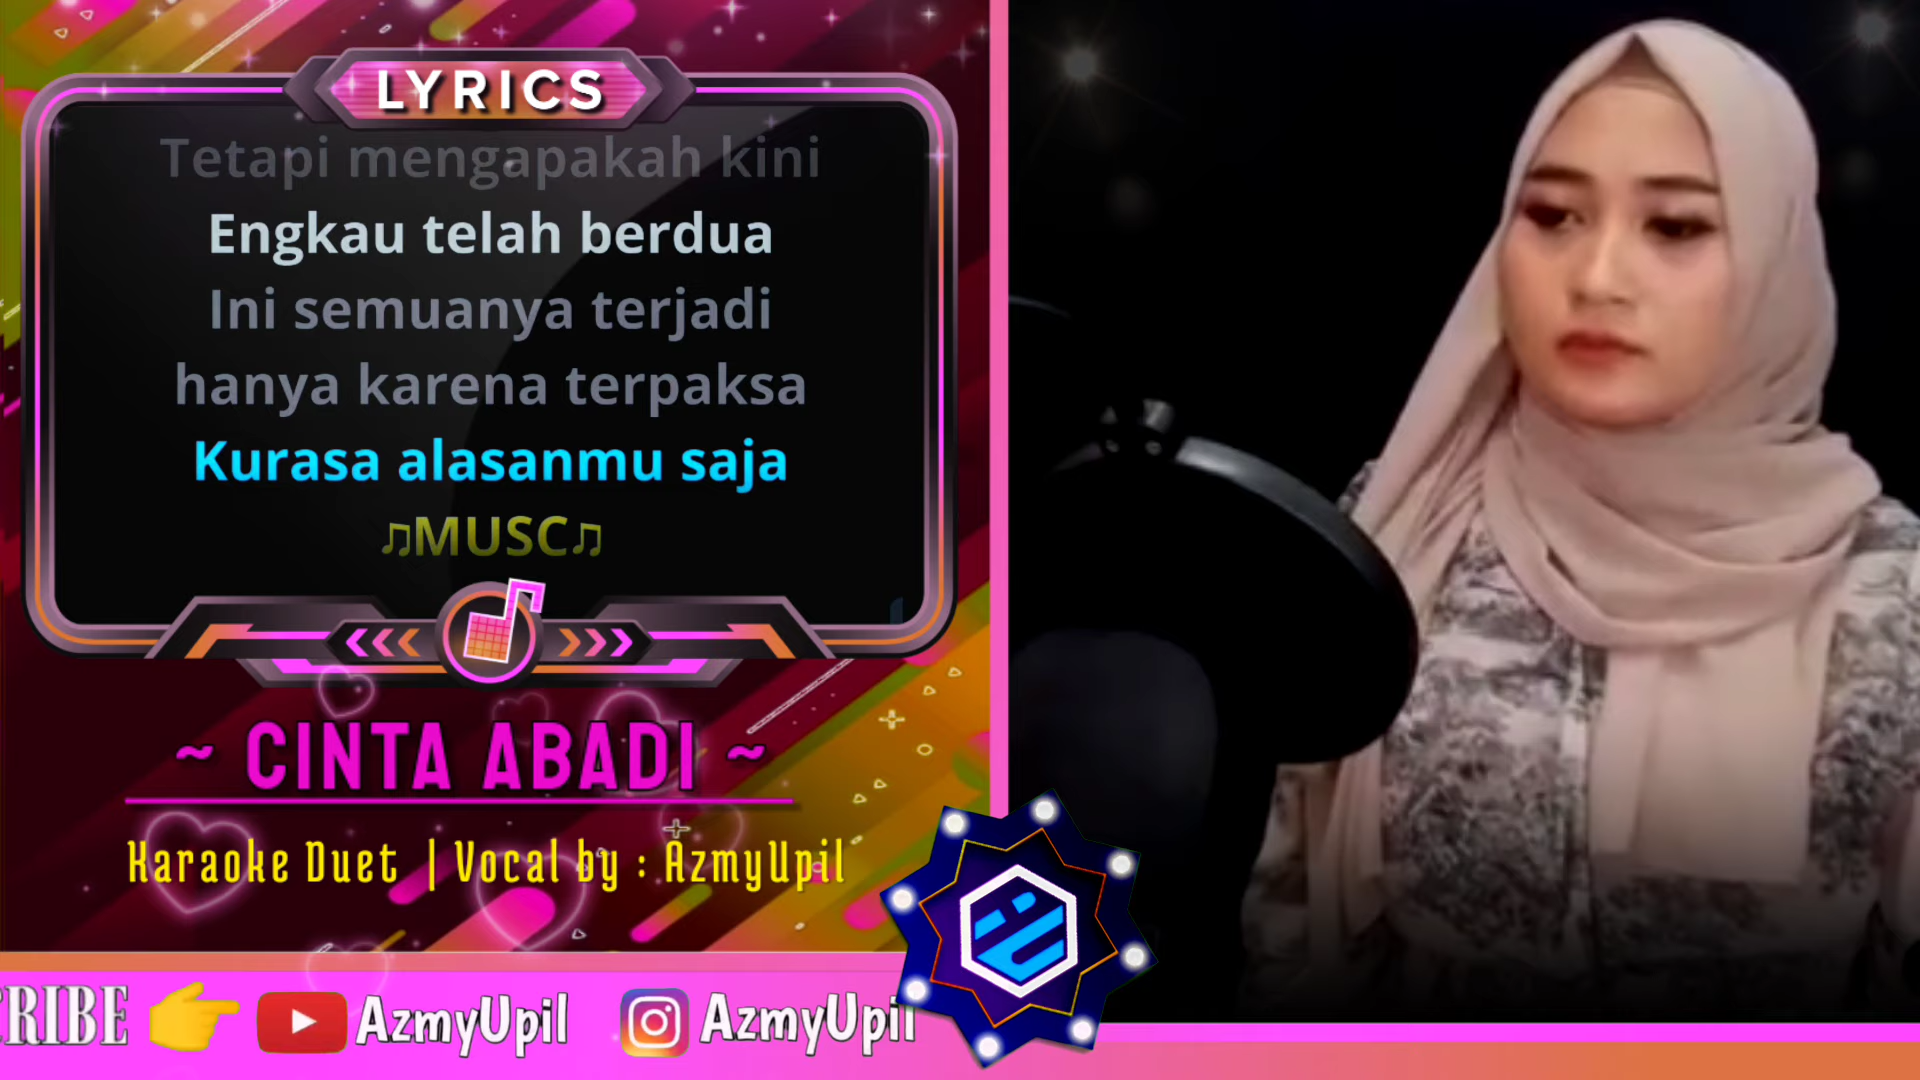 LYRICS
Tetapi mengapakah kini
Engkau telah berdua
Ini semuanya terjadi
hanya karena terpaksa
Kurasa alasanmu saja
♫MUSC♫
~ CINTA ABADI ~
Karaoke Duet | Vocal by : AzmyUpil
CRIBE 👉 AzmyUpil AzmyUpil